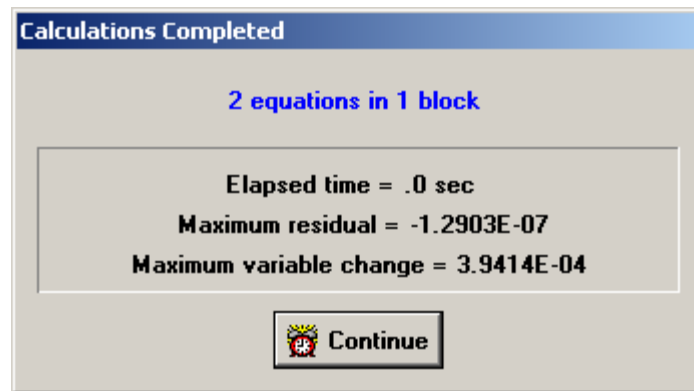 Calculations Completed
2 equations in 1 block
Elapsed time = .0 sec
Maximum residual = -1.2903E-07
Maximum variable change = 3.9414E-04
Continue